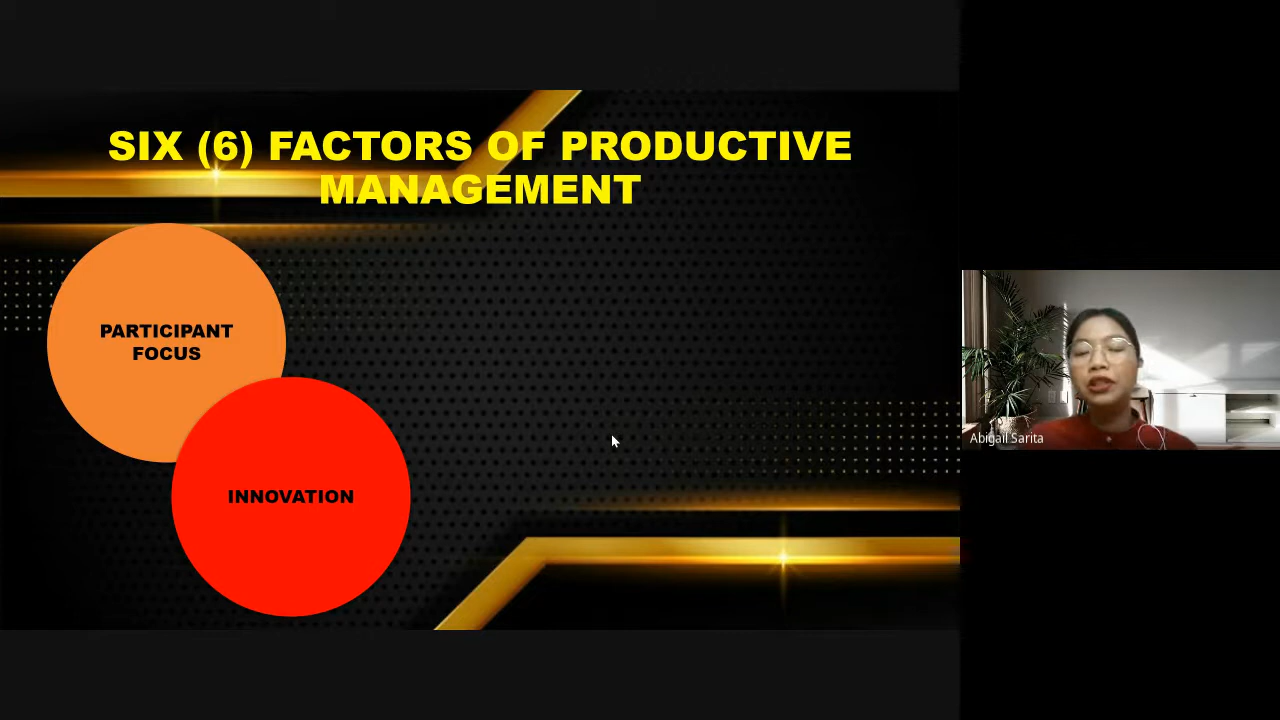 SIX (6) FACTORS OF PRODUCTIVE
MANAGEMENT
PARTICIPANT
FOCUS
INNOVATION
Abigail Sarita